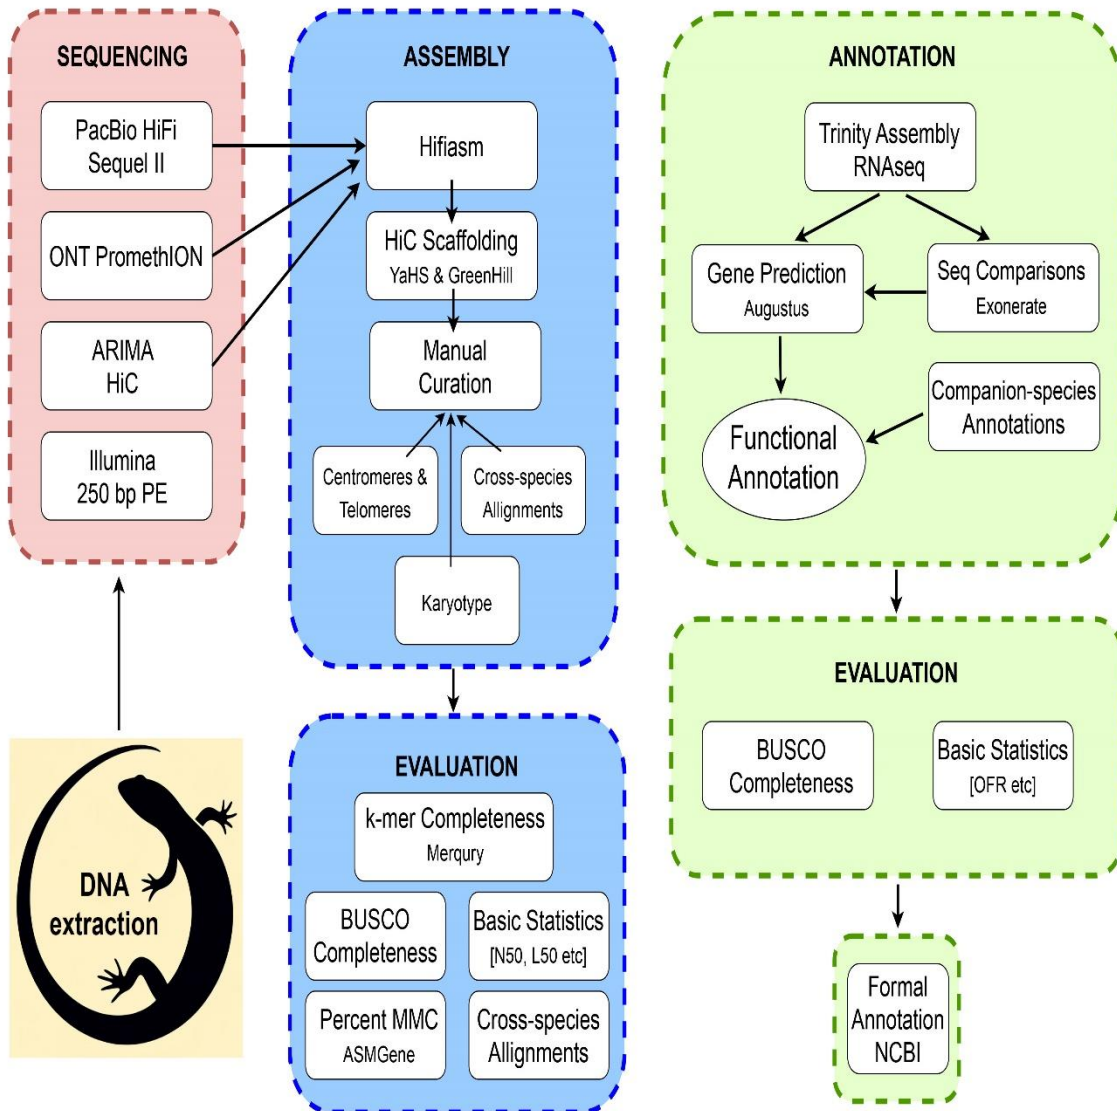 SEQUENCING
PacBio HiFi
Sequel II
ONT PromethION
ARIMA
HiC
Illumina
250 bp PE
DNA
extraction
ASSEMBLY
Hifiasm
HiC Scaffolding
YaHS & GreenHill
Manual
Curation
Centromeres &
Telomeres
Cross-species
Allignments
Karyotype
EVALUATION
k-mer Completeness
Merqury
BUSCO
Completeness
Basic Statistics
[N50, L50 etc]
Percent MMC
ASMGene
Cross-species
Allignments
ANNOTATION
Trinity Assembly
RNAseq
Gene Prediction
Augustus
Seq Comparisons
Exonerate
Companion-species
Annotations
Functional
Annotation
EVALUATION
BUSCO
Completeness
Basic Statistics
[OFR etc]
Formal
Annotation
NCBI